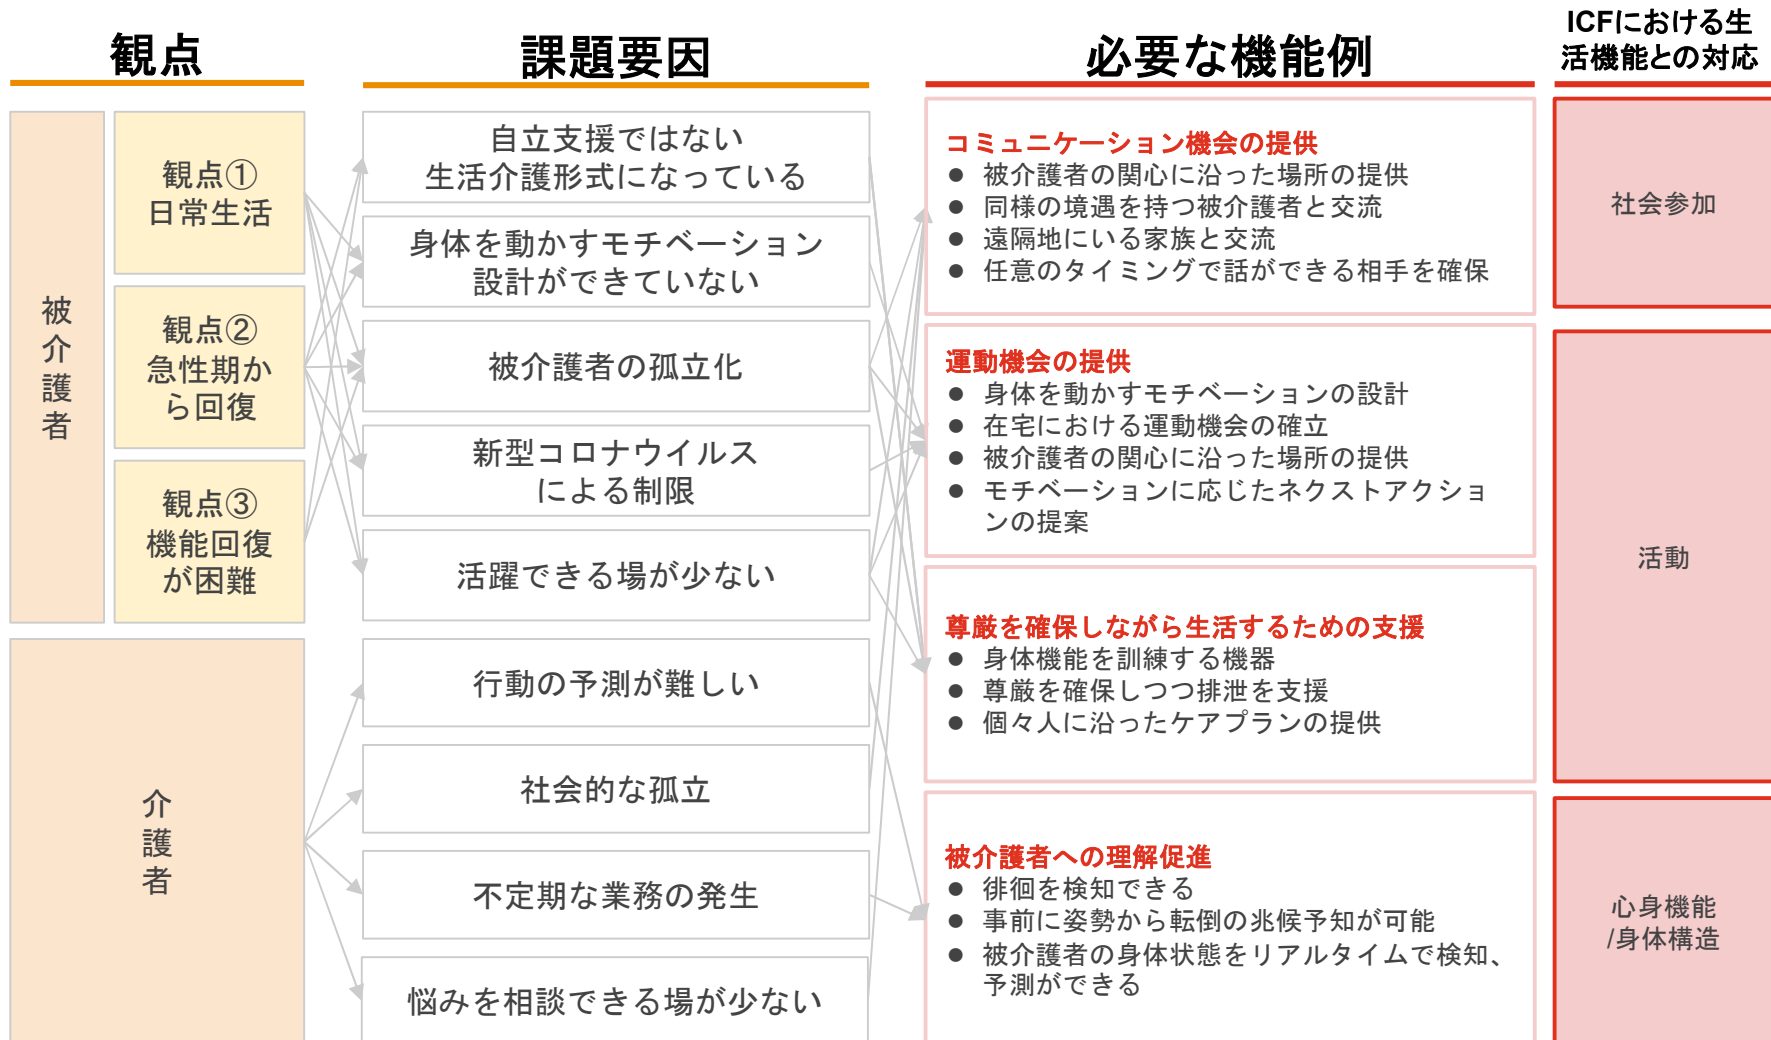 観点
課題要因
必要な機能例
ICFにおける生
活機能との対応
被介護者
観点①
日常生活
観点②
急性期か
ら回復
観点③
機能回復
が困難
介護者
自立支援ではない
生活介護形式になっている
身体を動かすモチベーション
設計ができていない
被介護者の孤立化
新型コロナウイルス
による制限
活躍できる場が少ない
行動の予測が難しい
社会的な孤立
不定期な業務の発生
悩みを相談できる場が少ない
コミュニケーション機会の提供
● 被介護者の関心に沿った場所の提供
● 同様の境遇を持つ被介護者と交流
● 遠隔地にいる家族と交流
● 任意のタイミングで話ができる相手を確保
運動機会の提供
● 身体を動かすモチベーションの設計
● 在宅における運動機会の確立
● 被介護者の関心に沿った場所の提供
● モチベーションに応じたネクストアクショ
ンの提案
尊厳を確保しながら生活するための支援
● 身体機能を訓練する機器
● 尊厳を確保しつつ排泄を支援
● 個々人に沿ったケアプランの提供
被介護者への理解促進
● 徘徊を検知できる
● 事前に姿勢から転倒の兆候予知が可能
● 被介護者の身体状態をリアルタイムで検知、
予測ができる
社会参加
活動
心身機能
/身体構造